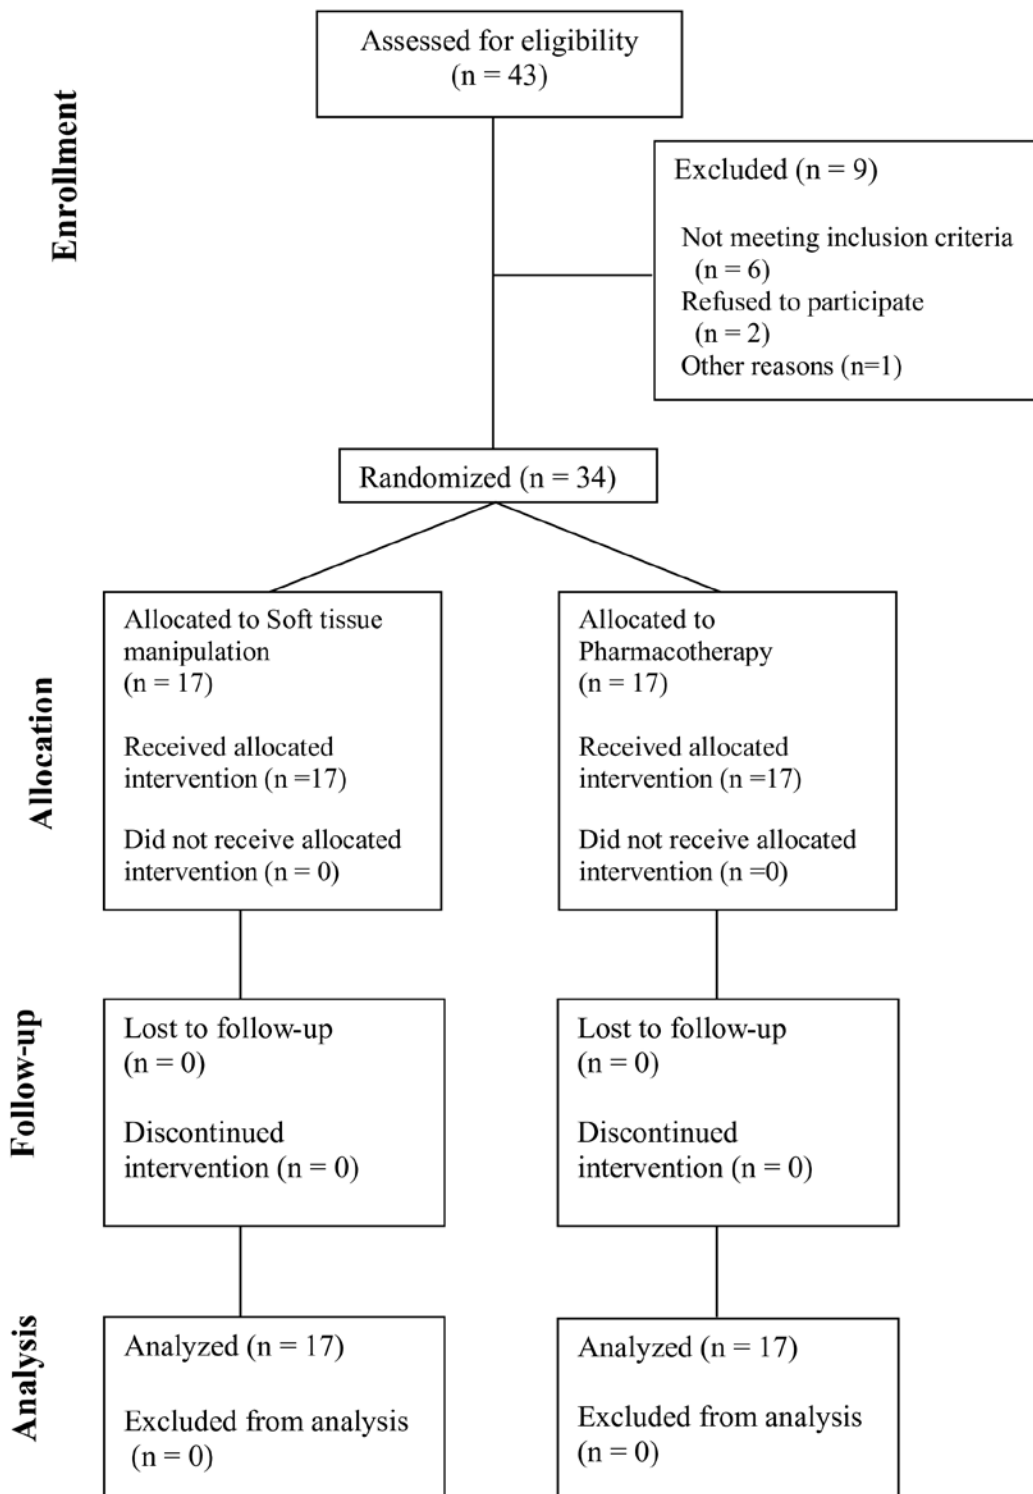 Enrollment
Assessed for eligibility
(n = 43)
Excluded (n = 9)
Not meeting inclusion criteria
(n = 6)
Refused to participate
(n = 2)
Other reasons (n=1)
Randomized (n = 34)
Allocation
Allocated to Soft tissue
manipulation
(n = 17)
Received allocated
intervention (n =17)
Did not receive allocated
intervention (n = 0)
Allocated to
Pharmacotherapy
(n = 17)
Received allocated
intervention (n =17)
Did not receive allocated
intervention (n =0)
Follow-up
Lost to follow-up
(n = 0)
Discontinued
intervention (n = 0)
Lost to follow-up
(n = 0)
Discontinued
intervention (n = 0)
Analysis
Analyzed (n = 17)
Excluded from analysis
(n = 0)
Analyzed (n = 17)
Excluded from analysis
(n = 0)